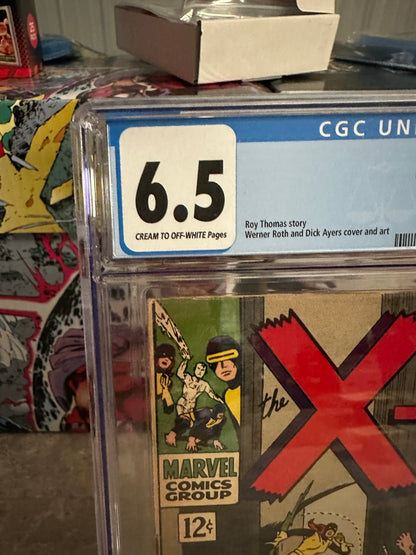 CGC UNI
6.5
CREAM TO OFF-WHITE Pages
Roy Thomas story
Werner Roth and Dick Ayers cover and art
the
X-
MARVEL
COMICS
GROUP
12¢